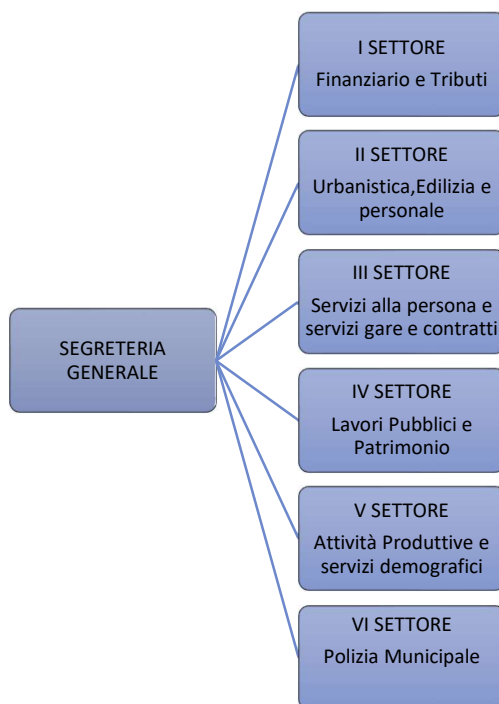 I SETTORE
Finanziario e Tributi
II SETTORE
Urbanistica,Edilizia e
personale
III SETTORE
Servizi alla persona e
servizi gare e contratti
SEGRETERIA
GENERALE
IV SETTORE
Lavori Pubblici e
Patrimonio
V SETTORE
Attività Produttive e
servizi demografici
VI SETTORE
Polizia Municipale